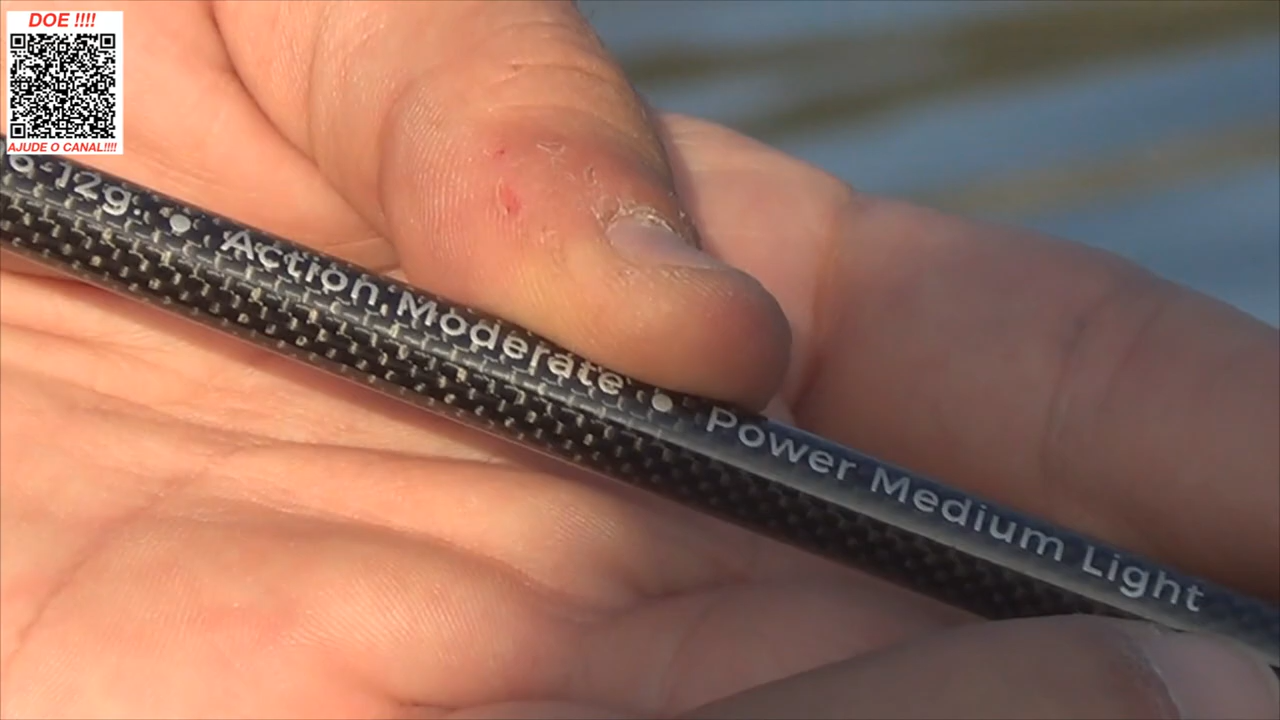 DOE !!!!
AJUDE O CANAL!!!!
-12g. • Action Moderate • Power Medium Light